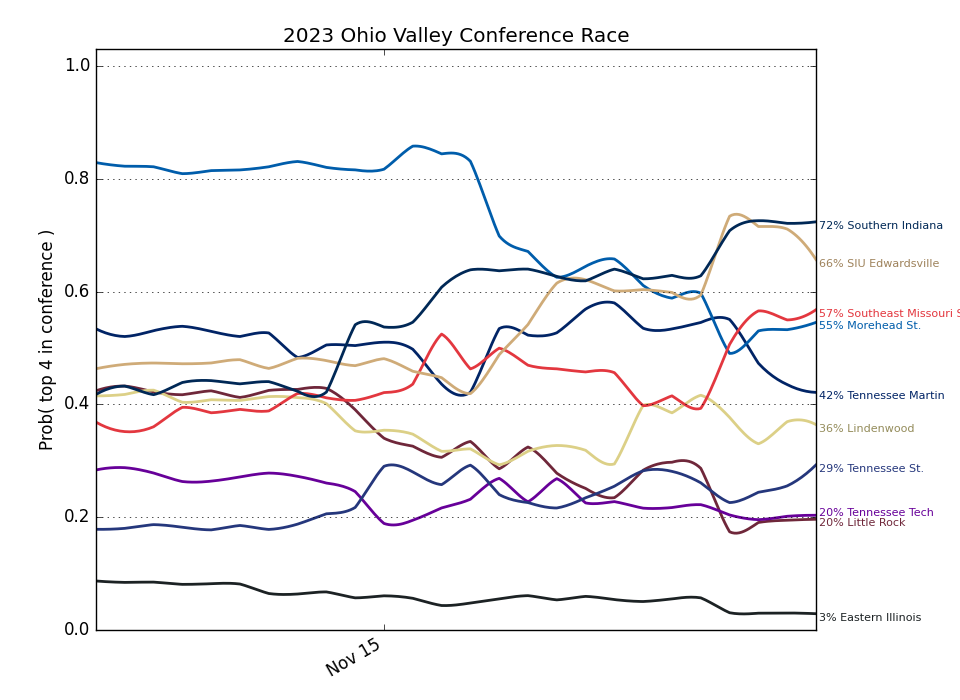 2023 Ohio Valley Conference Race
Prob( top 4 in conference )
1.0
0.8
0.6
0.4
0.2
0.0
Nov 15
72% Southern Indiana
66% SIU Edwardsville
57% Southeast Missouri S
55% Morehead St.
42% Tennessee Martin
36% Lindenwood
29% Tennessee St.
20% Tennessee Tech
20% Little Rock
3% Eastern Illinois